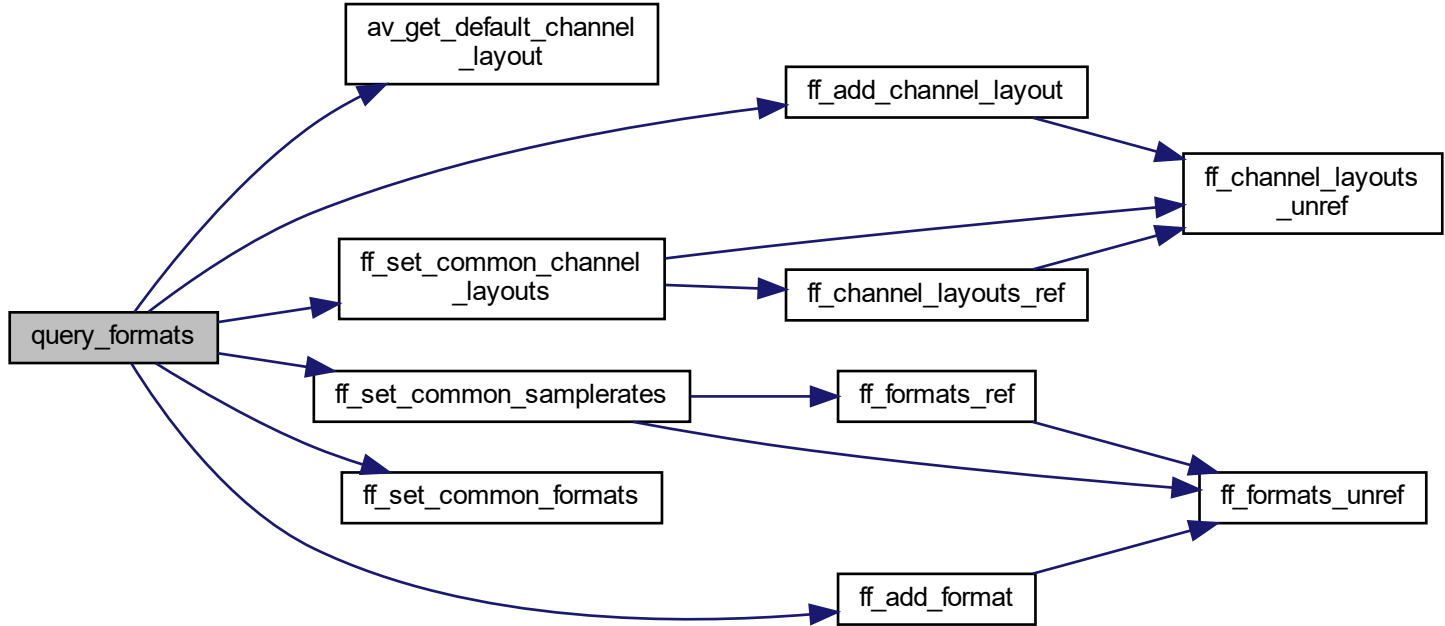 av_get_default_channel
_layout
ff_add_channel_layout
ff_channel_layouts
_unref
ff_set_common_channel
_layouts
ff_channel_layouts_ref
query_formats
ff_set_common_samplerates
ff_formats_ref
ff_set_common_formats
ff_formats_unref
ff_add_format